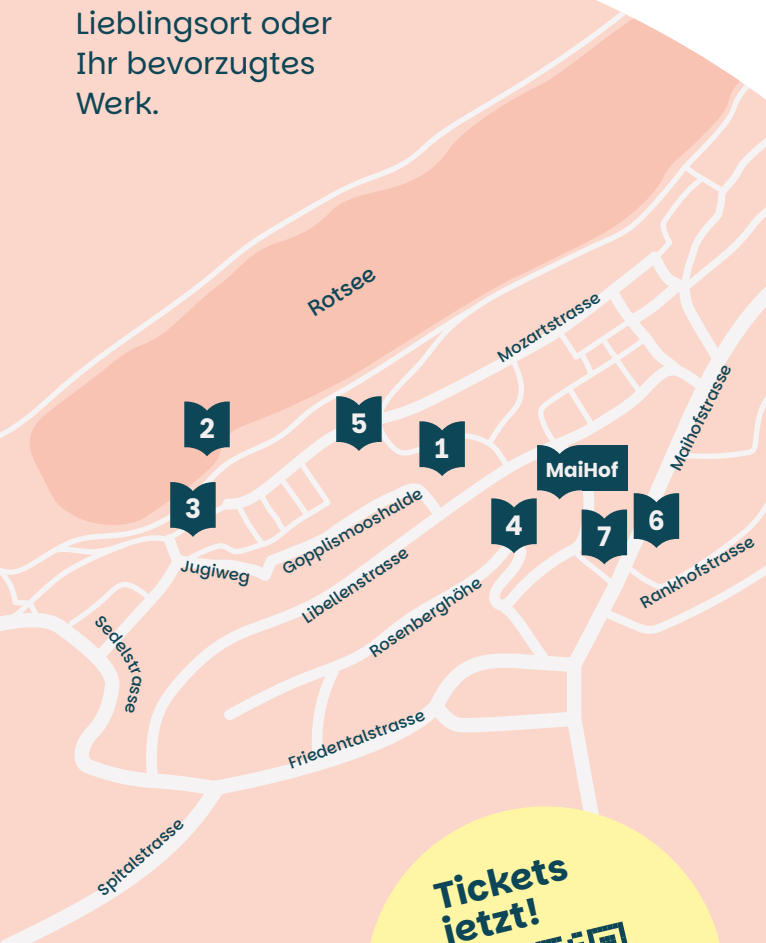 Lieblingsort oder
Ihr bevorzugtes
Werk.
Rotsee
Mozartstrasse
Maihofstrasse
2
5
1
MaiHof
3
4
7
6
Gopplismooshalde
Jugiweg
Libellenstrasse
Rosenberghöhe
Rankhofstrasse
Sedelstrasse
Friedentalstrasse
Spitalstrasse
Tickets
jetzt!